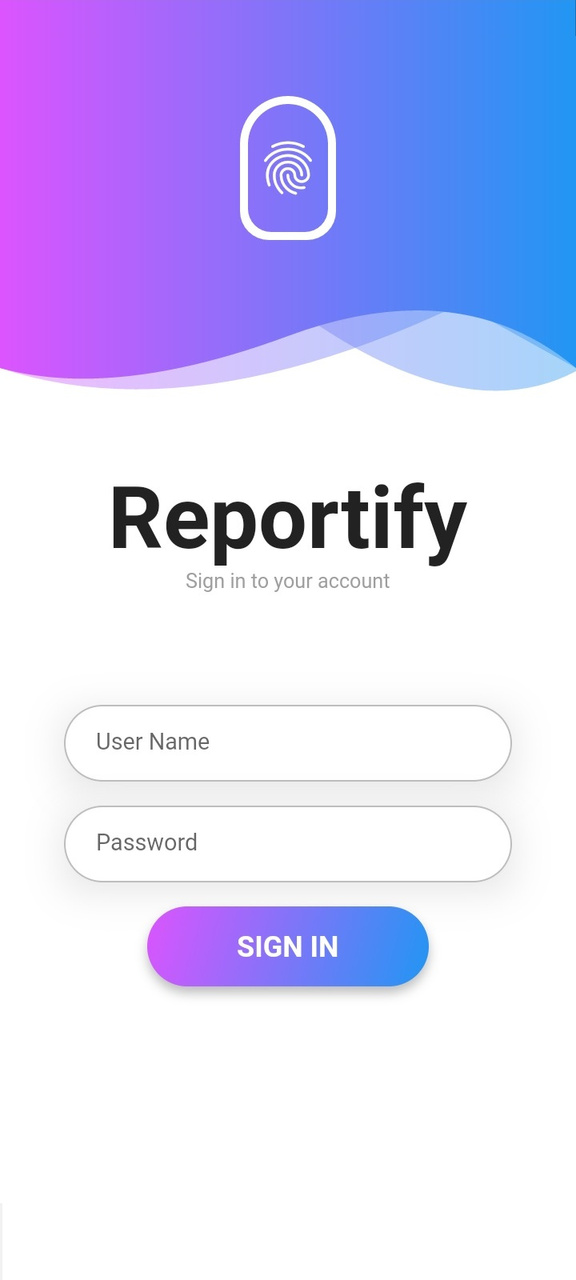 Reportify
Sign in to your account
User Name
Password
SIGN IN